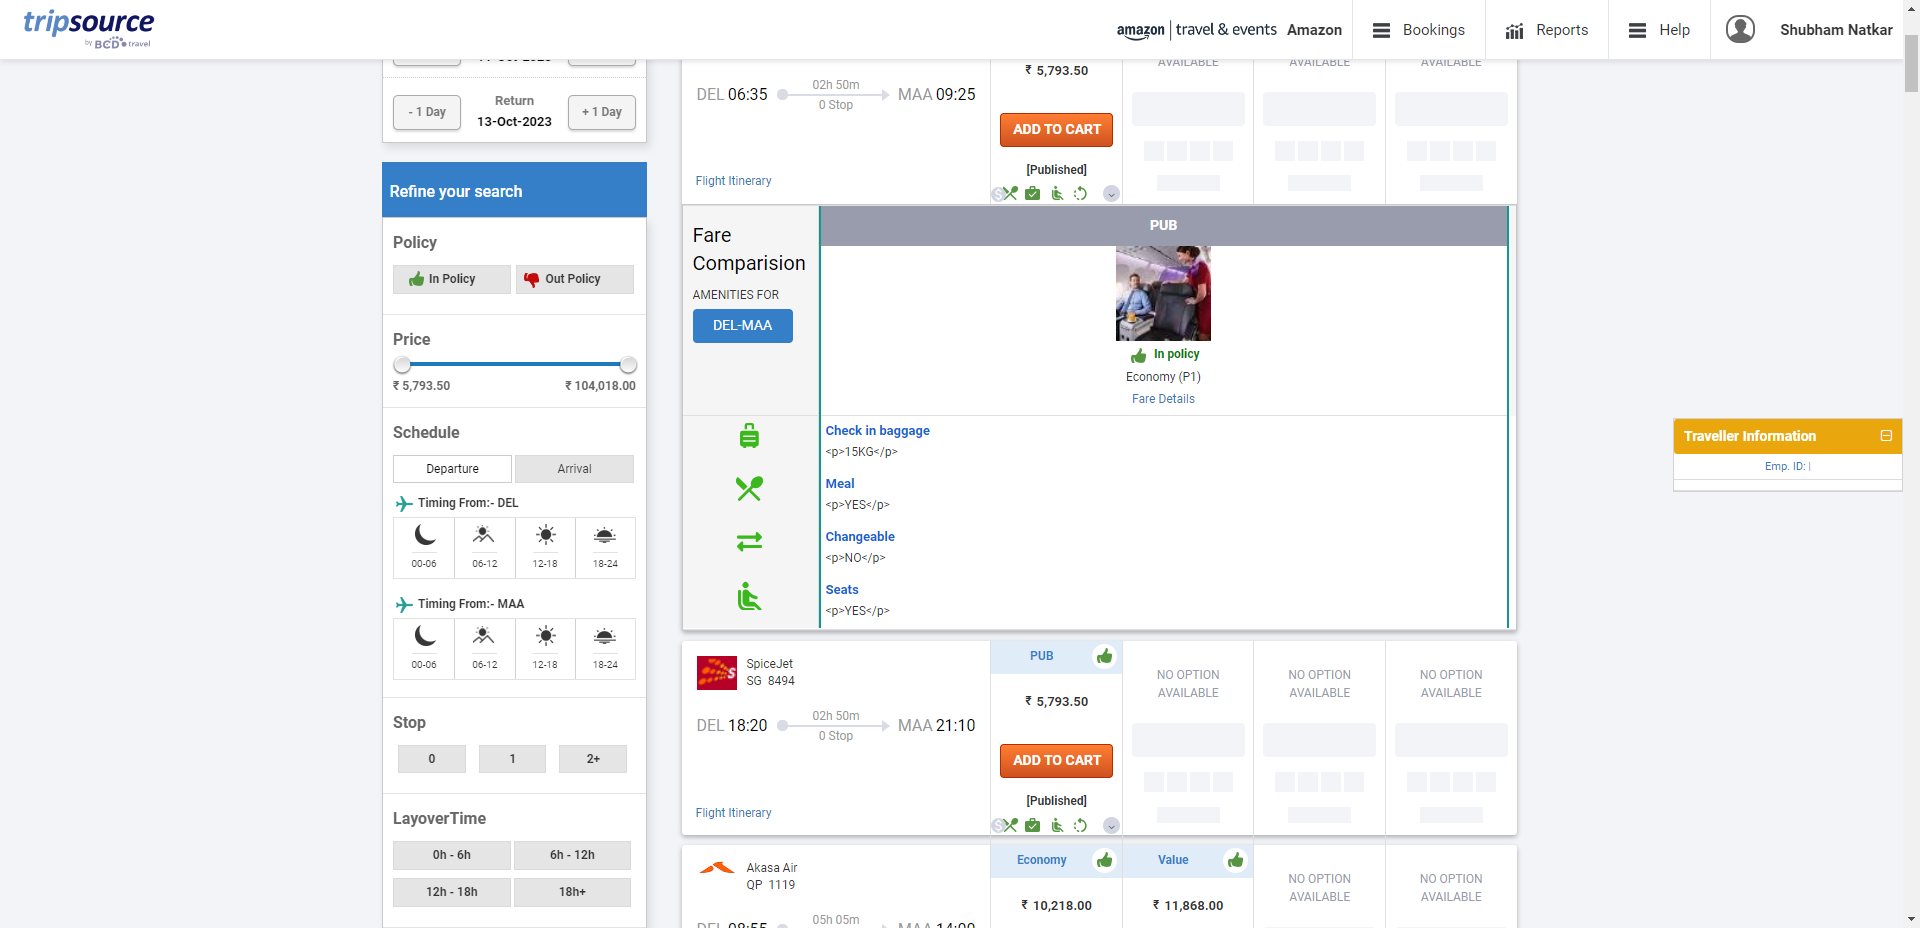 tripsource
by BCD travel
amazon | travel & events Amazon
Bookings
Reports
Help
Shubham Natkar
- 1 Day
Return
13-Oct-2023
+ 1 Day
Refine your search
Policy
In Policy
Out Policy
Price
₹ 5,793.50
₹ 104,018.00
Schedule
Departure
Arrival
Timing From:- DEL
00-06
06-12
12-18
18-24
Timing From:- MAA
00-06
06-12
12-18
18-24
Stop
0
1
2+
LayoverTime
0h - 6h
6h - 12h
12h - 18h
18h+
DEL 06:35
02h 50m
0 Stop
MAA 09:25
Flight Itinerary
₹ 5,793.50
ADD TO CART
[Published]
AVAILABLE
AVAILABLE
AVAILABLE
Fare
Comparision
AMENITIES FOR
DEL-MAA
PUB
In policy
Economy (P1)
Fare Details
Check in baggage
<p>15KG</p>
Meal
<p>YES</p>
Changeable
<p>NO</p>
Seats
<p>YES</p>
SpiceJet
SG 8494
DEL 18:20
02h 50m
0 Stop
MAA 21:10
Flight Itinerary
PUB
₹ 5,793.50
ADD TO CART
[Published]
NO OPTION
AVAILABLE
NO OPTION
AVAILABLE
NO OPTION
AVAILABLE
Akasa Air
QP 1119
DEL 08:55
05h 05m
MAA 14:00
Economy
₹ 10,218.00
Value
₹ 11,868.00
NO OPTION
AVAILABLE
NO OPTION
AVAILABLE
Traveller Information
Emp. ID: |